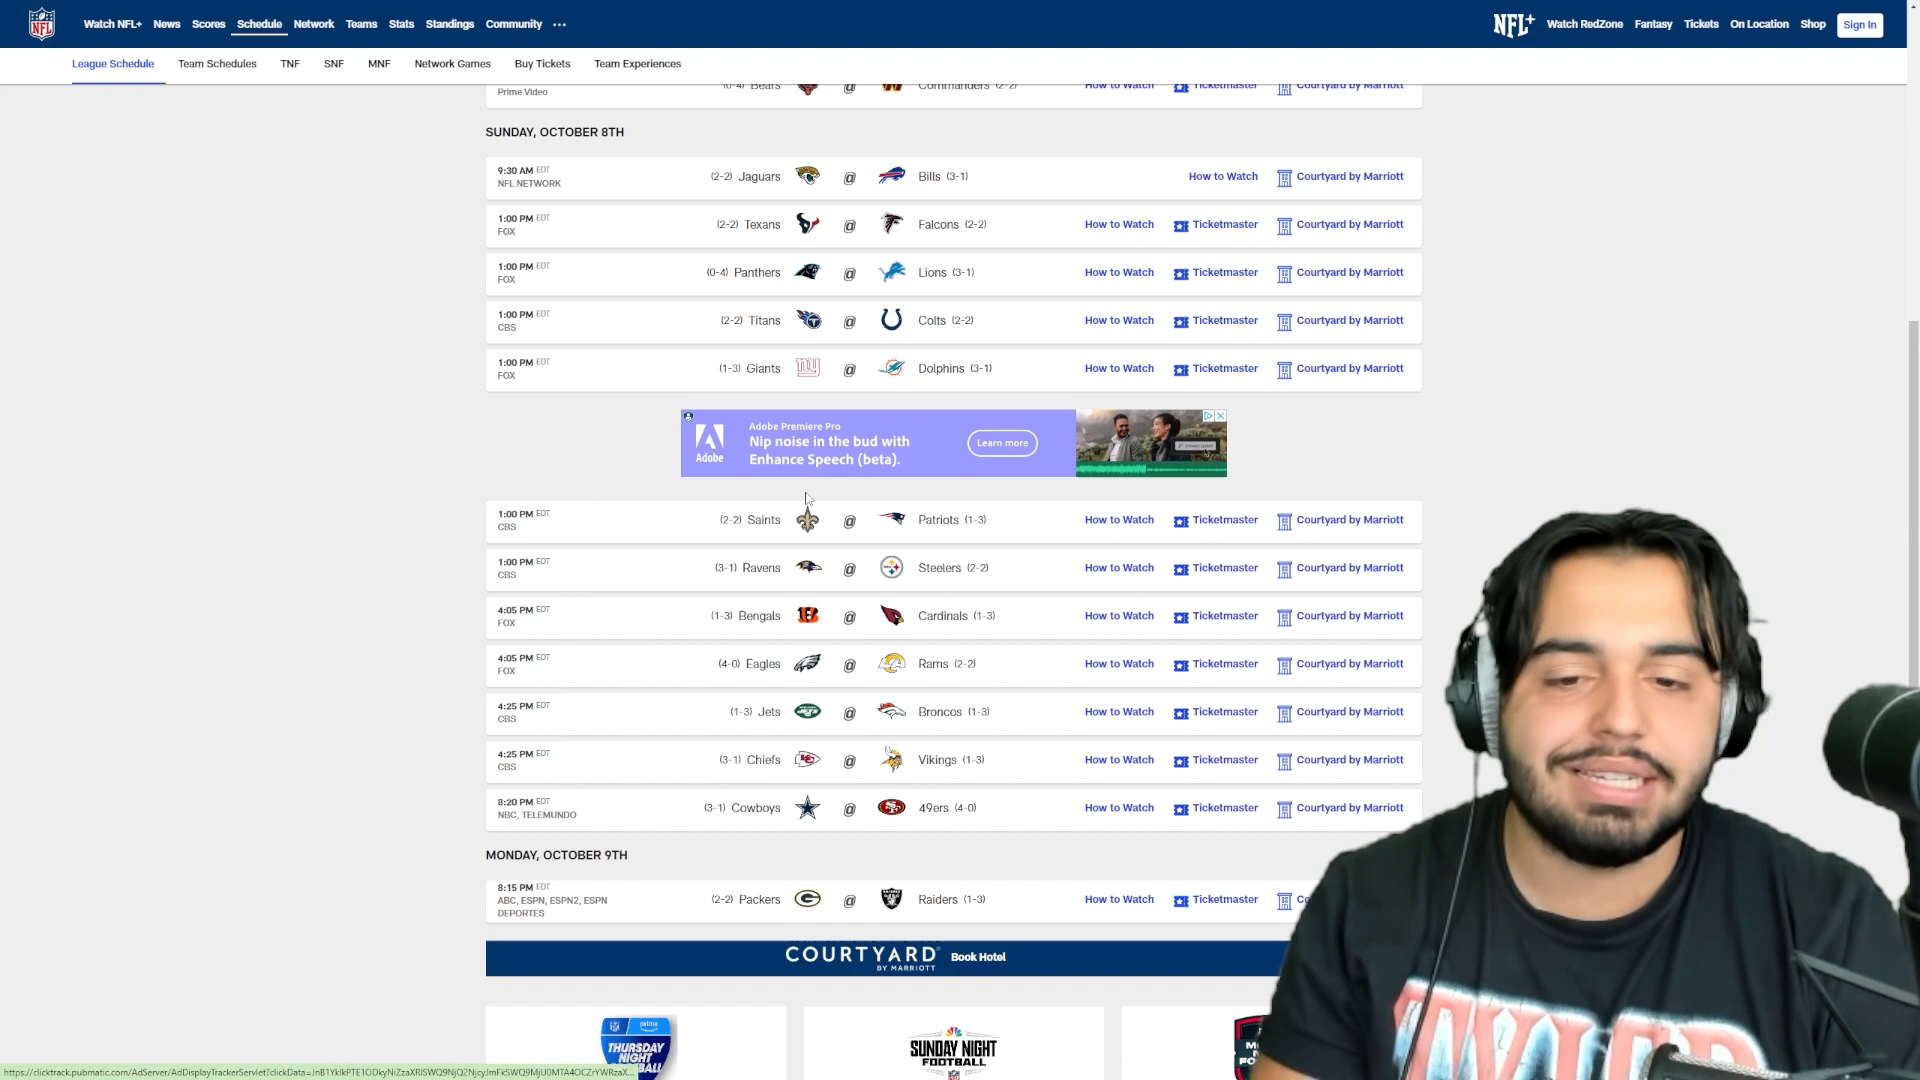 Watch NFL+ News Scores Schedule Network Teams Stats Standings Community ...
NFL+ Watch RedZone Fantasy Tickets On Location Shop Sign In
League Schedule Team Schedules TNF SNF MNF Network Games Buy Tickets Team Experiences
Prime Video (0-4) Bears @ Commanders (2-2) How to Watch Ticketmaster Courtyard by Marriott
SUNDAY, OCTOBER 8TH
9:30 AM EDT
NFL NETWORK
(2-2) Jaguars @ Bills (3-1) How to Watch Courtyard by Marriott
1:00 PM EDT
FOX
(2-2) Texans @ Falcons (2-2) How to Watch Ticketmaster Courtyard by Marriott
1:00 PM EDT
FOX
(0-4) Panthers @ Lions (3-1) How to Watch Ticketmaster Courtyard by Marriott
1:00 PM EDT
CBS
(2-2) Titans @ Colts (2-2) How to Watch Ticketmaster Courtyard by Marriott
1:00 PM EDT
FOX
(1-3) Giants @ Dolphins (3-1) How to Watch Ticketmaster Courtyard by Marriott
Adobe
Adobe Premiere Pro
Nip noise in the bud with
Enhance Speech (beta).
Learn more
1:00 PM EDT
CBS
(2-2) Saints @ Patriots (1-3) How to Watch Ticketmaster Courtyard by Marriott
1:00 PM EDT
CBS
(3-1) Ravens @ Steelers (2-2) How to Watch Ticketmaster Courtyard by Marriott
4:05 PM EDT
FOX
(1-3) Bengals @ Cardinals (1-3) How to Watch Ticketmaster Courtyard by Marriott
4:05 PM EDT
FOX
(4-0) Eagles @ Rams (2-2) How to Watch Ticketmaster Courtyard by Marriott
4:25 PM EDT
CBS
(1-3) Jets @ Broncos (1-3) How to Watch Ticketmaster Courtyard by Marriott
4:25 PM EDT
CBS
(3-1) Chiefs @ Vikings (1-3) How to Watch Ticketmaster Courtyard by Marriott
8:20 PM EDT
NBC, TELEMUNDO
(3-1) Cowboys @ 49ers (4-0) How to Watch Ticketmaster Courtyard by Marriott
MONDAY, OCTOBER 9TH
8:15 PM EDT
ABC, ESPN, ESPN2, ESPN
DEPORTES
(2-2) Packers @ Raiders (1-3) How to Watch Ticketmaster
COURTYARD BY MARRIOTT Book Hotel
prime
THURSDAY
NIGHT
SUNDAY NIGHT
FOOTBALL